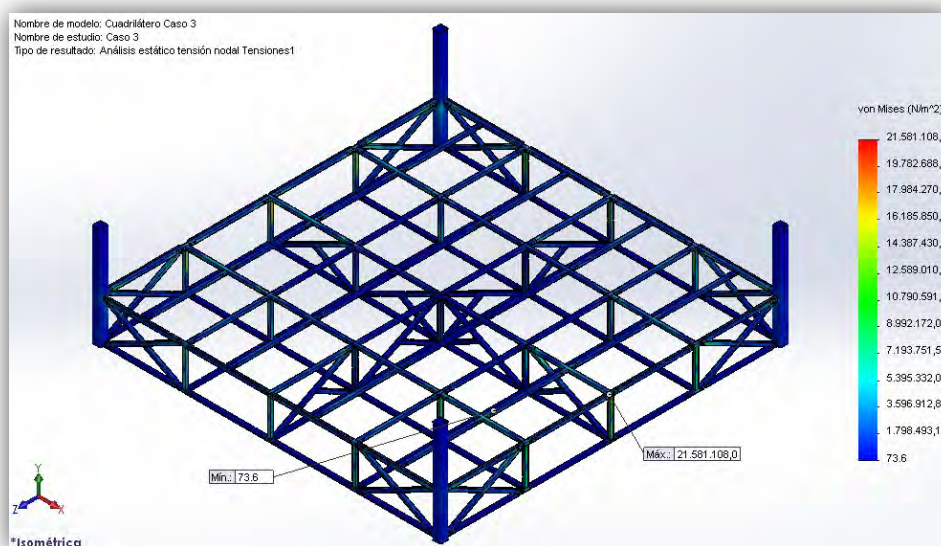 Nombre de modelo: Cuadrilátero Caso 3
Nombre de estudio: Caso 3
Tipo de resultado: Análisis estático tensión nodal Tensiones1
von Mises (N/m^2)
21.581.108,
19.782.688,
17.984.270,
16.185.850,
14.387.430,
12.589.010,
10.790.591,
8.992.172,0
7.193.751,5
5.395.332,0
3.596.912,8
1.798.493,1
73.6
Máx.: 21.581.108,0
Mín.: 73.6
Y
Z
X
*Isométrica